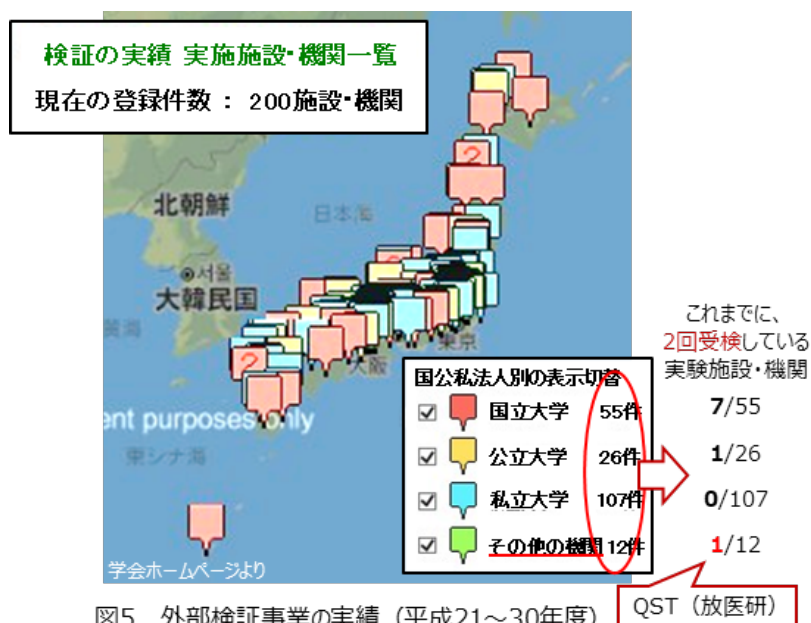 検証の実績 実施施設・機関一覧
現在の登録件数 : 200施設・機関
北朝鮮
日本海
서울
大韓民国
黄海
東京
大阪
ent purposes only
東シナ海
学会ホームページより
国公私法人別の表示切替
国立大学 55件
公立大学 26件
私立大学 107件
その他の機関 12件
これまでに、
2回受検している
実験施設・機関
7/55
1/26
0/107
1/12
QST(放医研)
図5 外部検証事業の実績(平成21~30年度)